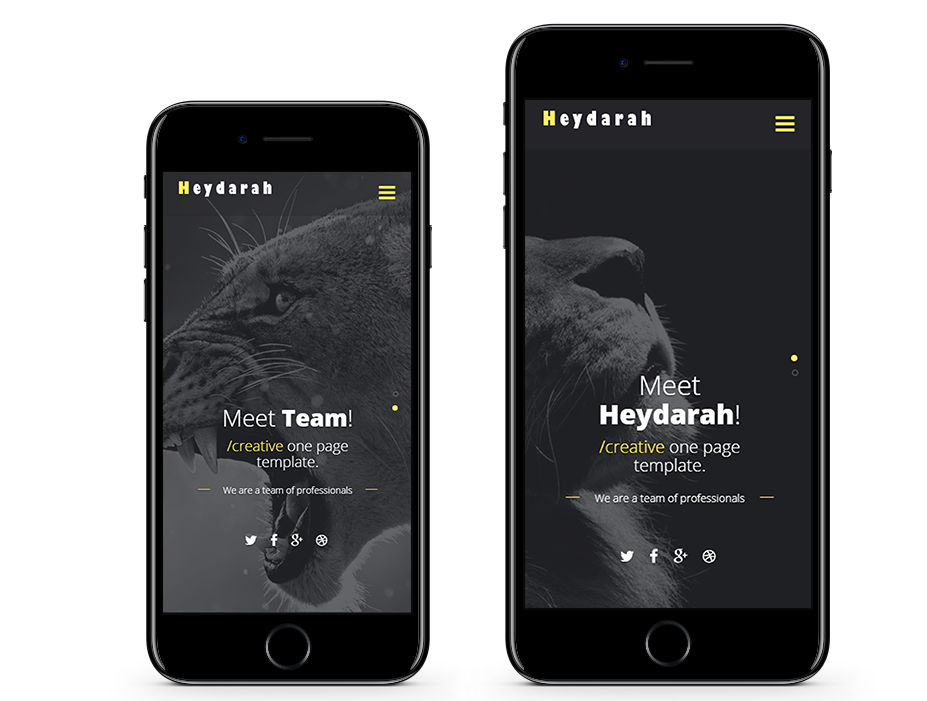 Heydarah
Meet Team!
/creative one page
template.
We are a team of professionals
Heydarah
Meet
Heydarah!
/creative one page
template.
We are a team of professionals